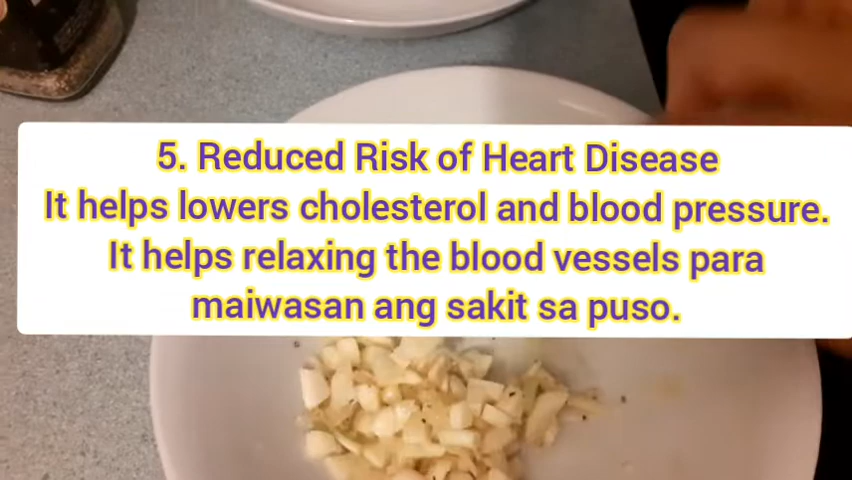 5. Reduced Risk of Heart Disease
It helps lowers cholesterol and blood pressure.
It helps relaxing the blood vessels para
maiwasan ang sakit sa puso.